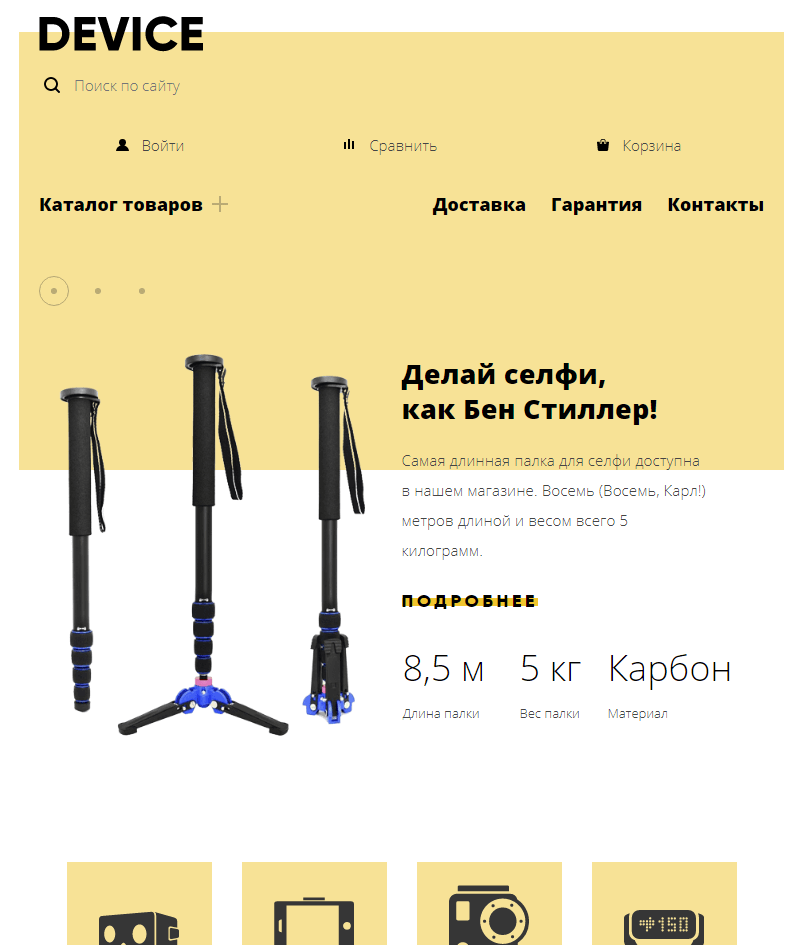 DEVICE
Поиск по сайту
Войти
Сравнить
Корзина
Каталог товаров
Доставка
Гарантия
Контакты
Делай селфи,
как Бен Стиллер!
Самая длинная палка для селфи доступна
в нашем магазине. Восемь (Восемь, Карл!)
метров длиной и весом всего 5
килограмм.
ПОДРОБНЕЕ
8,5 м
5 кг
Карбон
Длина палки
Вес палки
Материал
150